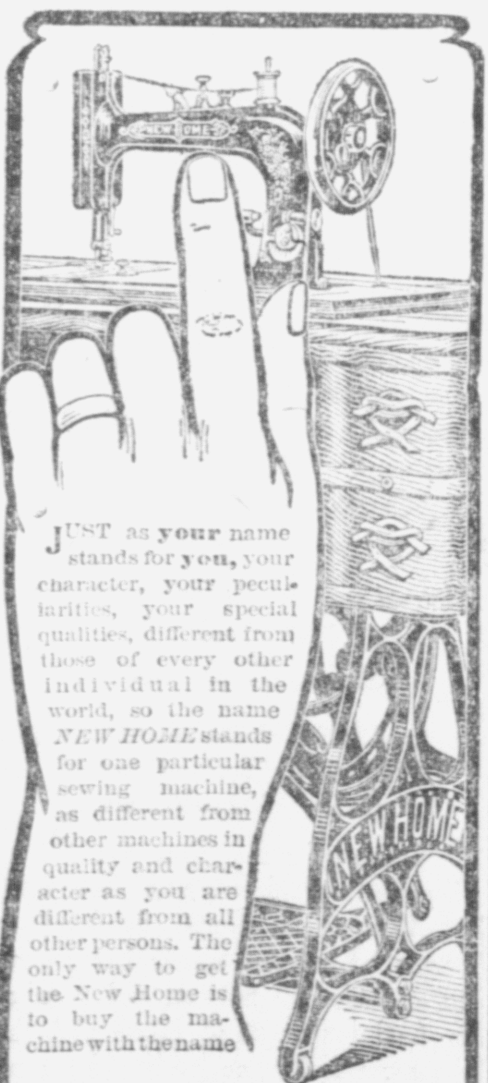 NEW HOME
JUST as your name
stands for you, your
character, your pecul-
iarities, your special
qualities, different from
those of every other
individual in the
world, so the name
NEW HOME stands
for one particular
sewing machine,
as different from
other machines in
quality and char-
acter as you are
different from all
other persons. The
only way to get
the New Home is
to buy the ma-
chine with the name
NEW HOME